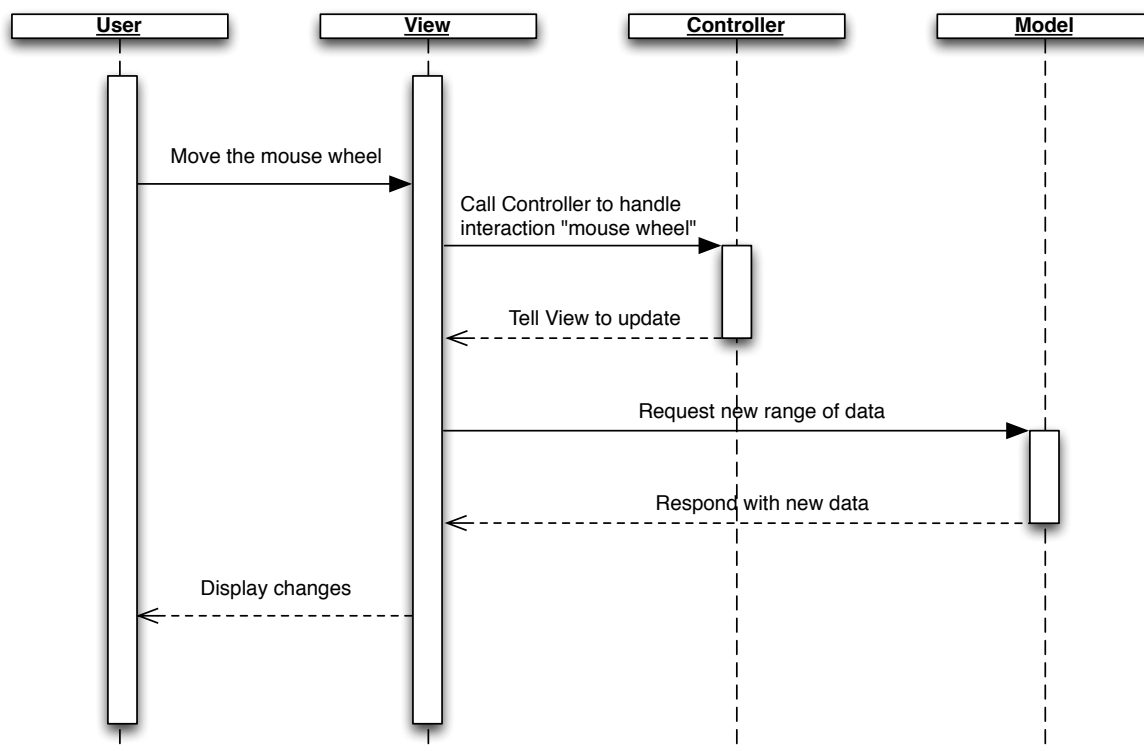 User
View
Controller
Model
Move the mouse wheel
Call Controller to handle
interaction "mouse wheel"
Tell View to update
Request new range of data
Respond with new data
Display changes